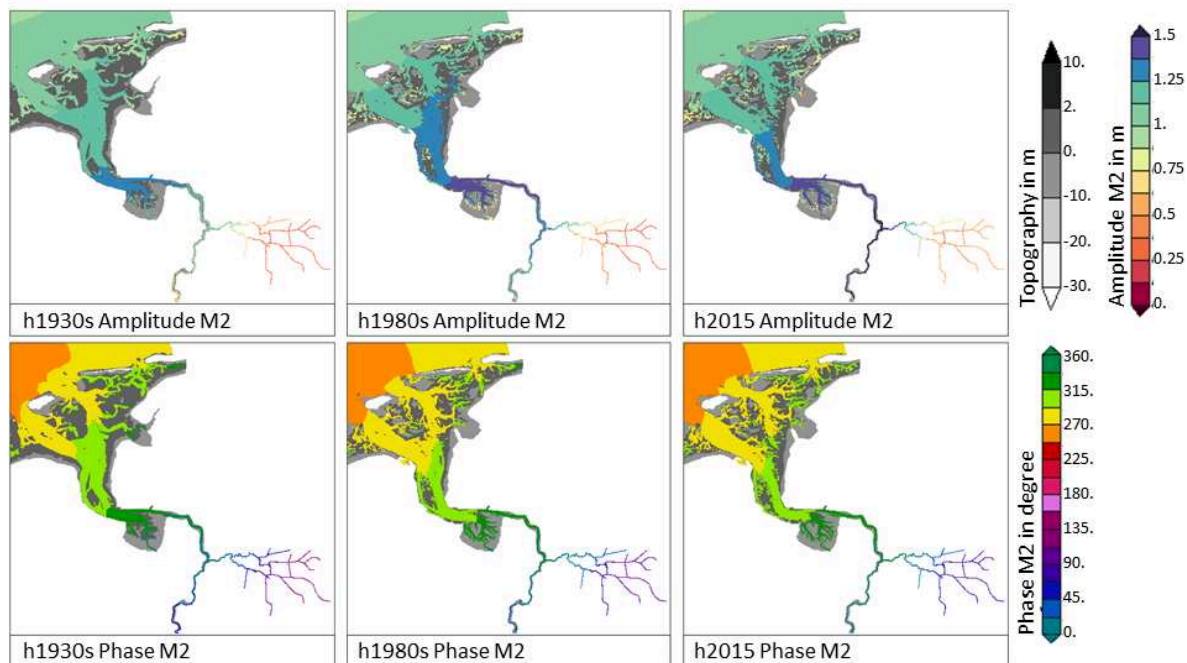 h1930s Amplitude M2
h1980s Amplitude M2
h2015 Amplitude M2
Topography in m
10.
2.
0.
-10.
-20.
-30.
Amplitude M2 in m
1.5
1.25
1.
0.75
0.5
0.25
0.
h1930s Phase M2
h1980s Phase M2
h2015 Phase M2
Phase M2 in degree
360.
315.
270.
225.
180.
135.
90.
45.
0.